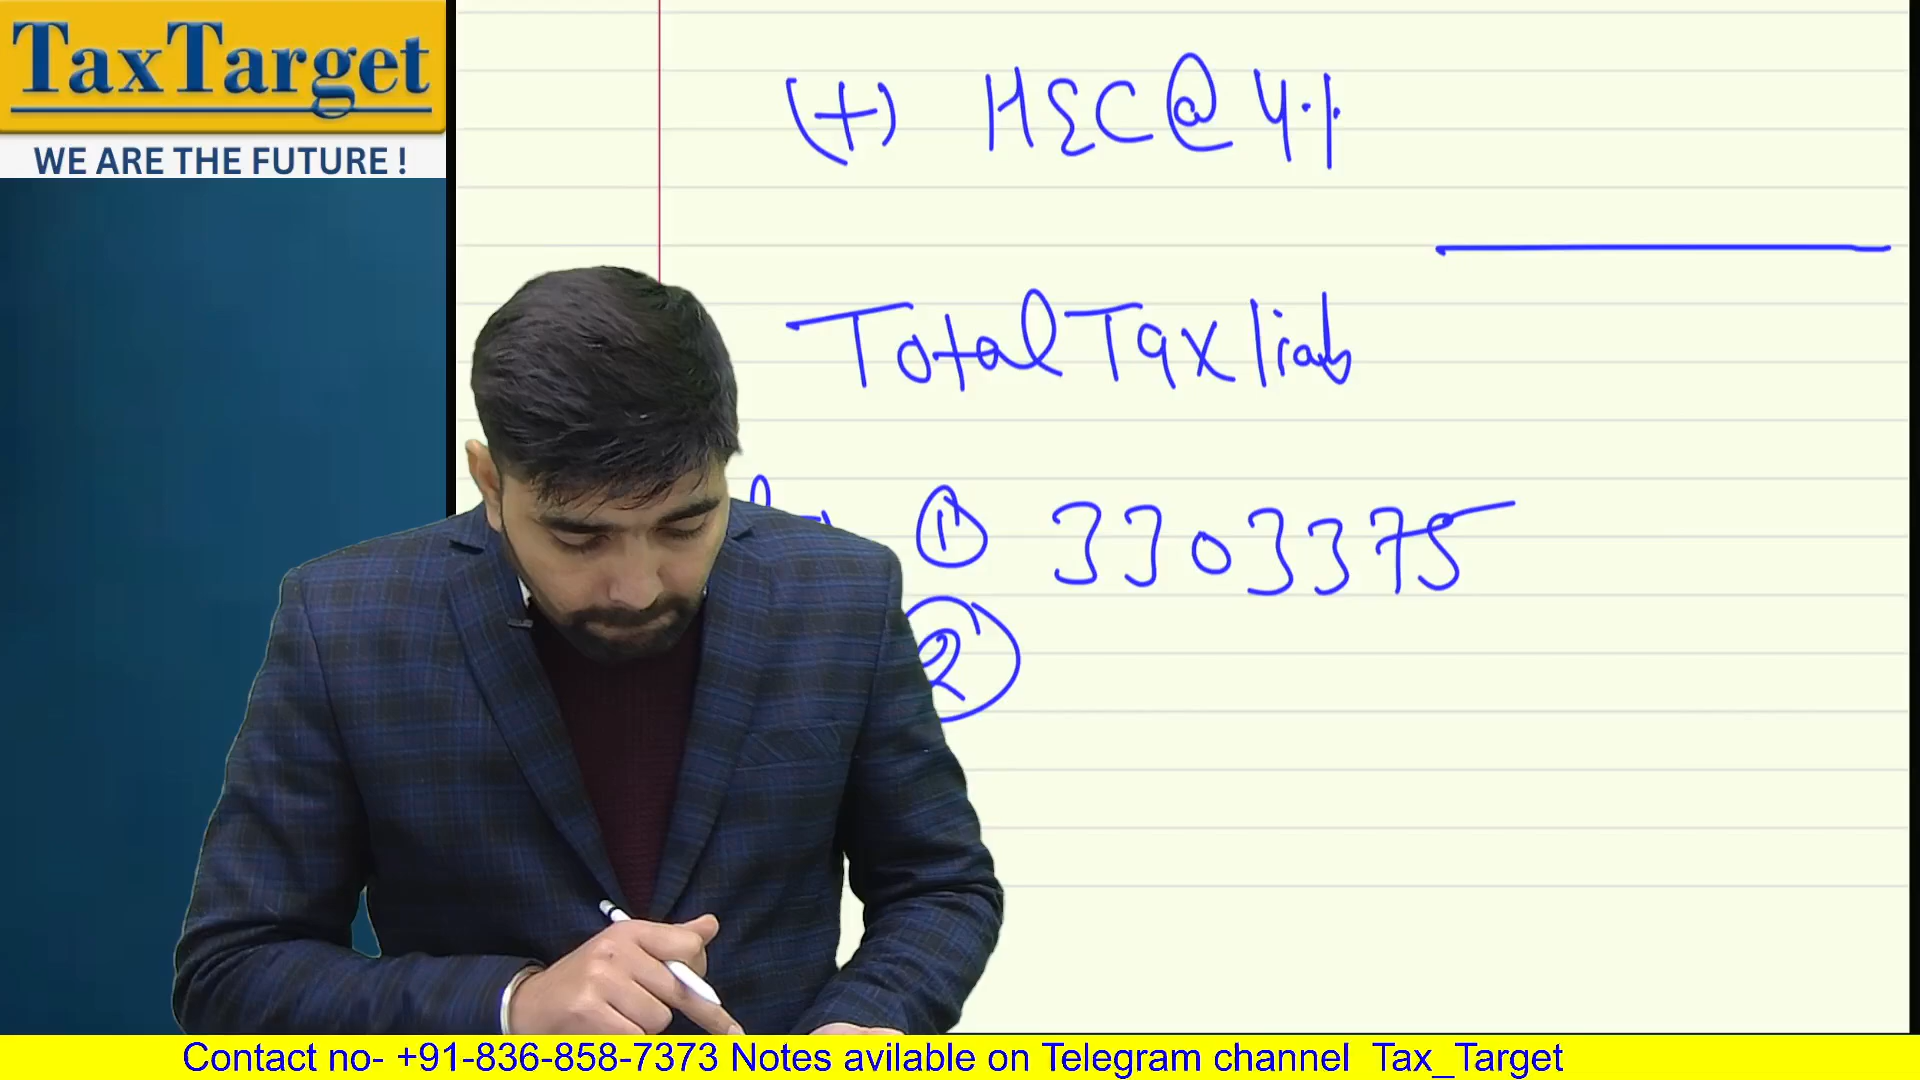 TaxTarget
WE ARE THE FUTURE !
(+) H&C @ 4%
Total Tax liab
① 3303375
②
Contact no- +91-836-858-7373 Notes avilable on Telegram channel Tax_Target